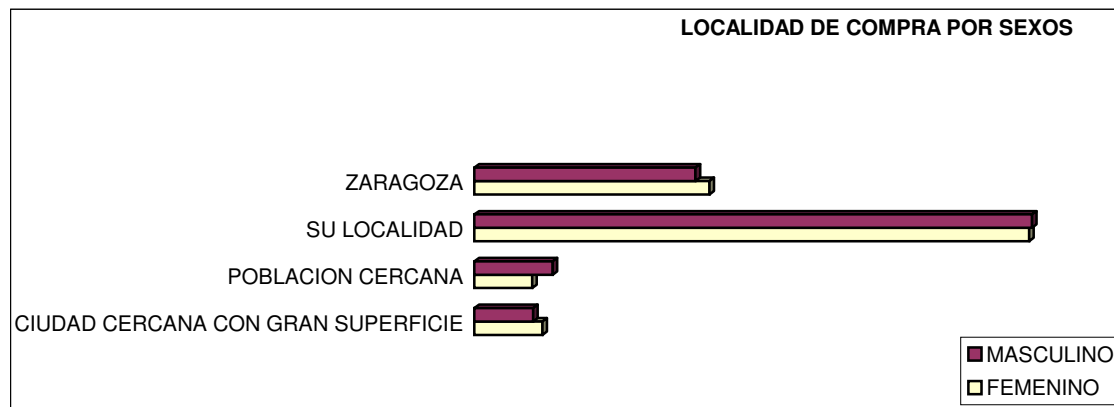 LOCALIDAD DE COMPRA POR SEXOS
ZARAGOZA
SU LOCALIDAD
POBLACION CERCANA
CIUDAD CERCANA CON GRAN SUPERFICIE
MASCULINO
FEMENINO